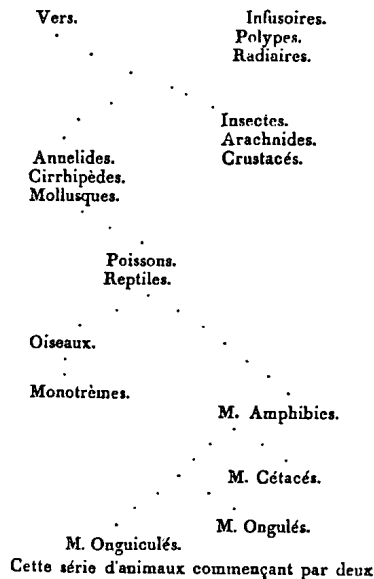 Vers.
Infusoires.
Polypes.
Radiaires.
Insectes.
Arachnides.
Crustacés.
Annelides.
Cirrhipèdes.
Mollusques.
Poissons.
Reptiles.
Oiseaux.
Monotrèmes.
M. Amphibies.
M. Cétacés.
M. Ongulés.
M. Onguiculés.
Cette série d'animaux commençant par deux